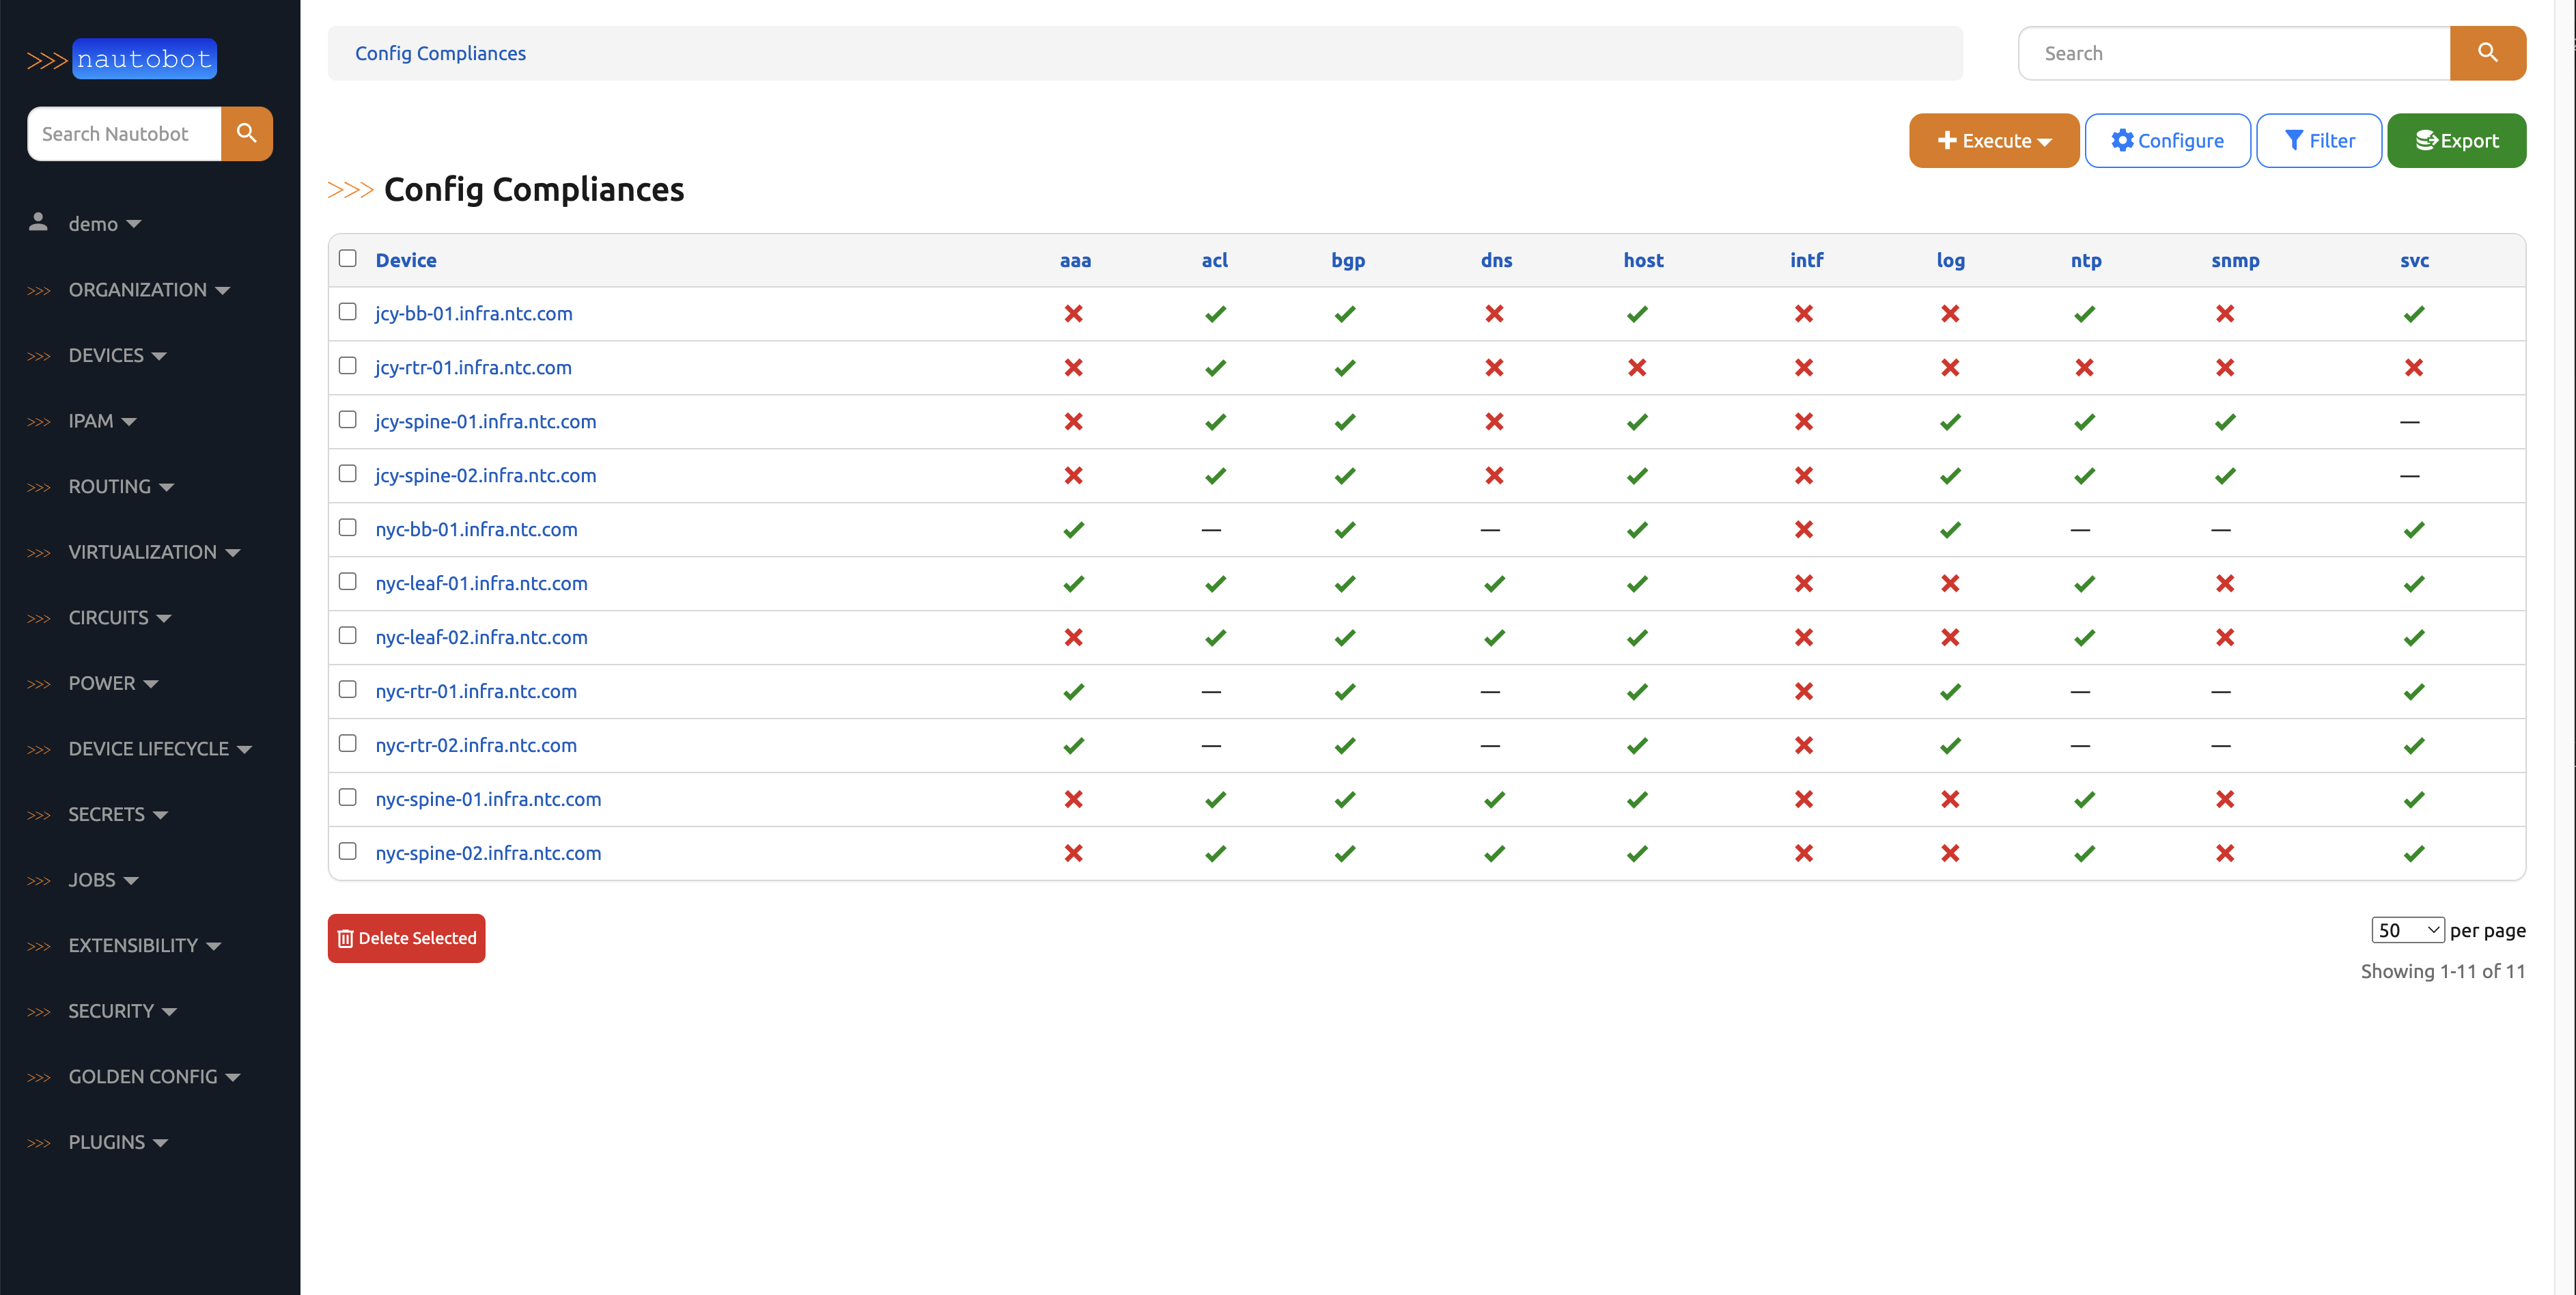 >>> nautobot
Search Nautobot
demo
>>> ORGANIZATION
>>> DEVICES
>>> IPAM
>>> ROUTING
>>> VIRTUALIZATION
>>> CIRCUITS
>>> POWER
>>> DEVICE LIFECYCLE
>>> SECRETS
>>> JOBS
>>> EXTENSIBILITY
>>> SECURITY
>>> GOLDEN CONFIG
>>> PLUGINS
Config Compliances
Search
Execute Configure Filter Export
>>> Config Compliances
Device aaa acl bgp dns host intf log ntp snmp svc
jcy-bb-01.infra.ntc.com
jcy-rtr-01.infra.ntc.com
jcy-spine-01.infra.ntc.com —
jcy-spine-02.infra.ntc.com —
nyc-bb-01.infra.ntc.com — — — —
nyc-leaf-01.infra.ntc.com
nyc-leaf-02.infra.ntc.com
nyc-rtr-01.infra.ntc.com — — — —
nyc-rtr-02.infra.ntc.com — — — —
nyc-spine-01.infra.ntc.com
nyc-spine-02.infra.ntc.com
Delete Selected
50 per page
Showing 1-11 of 11